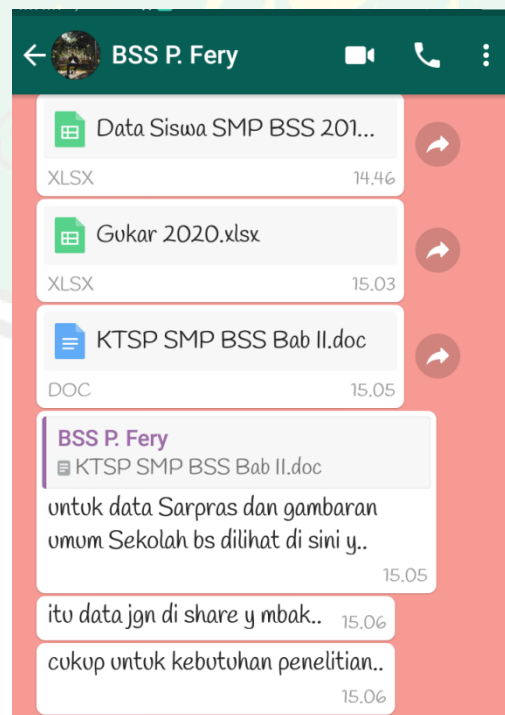 BSS P. Fery
Data Siswa SMP BSS 201...
XLSX 14.46
Gukar 2020.xlsx
XLSX 15.03
KTSP SMP BSS Bab II.doc
DOC 15.05
BSS P. Fery
KTSP SMP BSS Bab II.doc
untuk data Sarpras dan gambaran
umum Sekolah bs dilihat di sini y..
15.05
itu data jgn di share y mbak.. 15.06
cukup untuk kebutuhan penelitian..
15.06